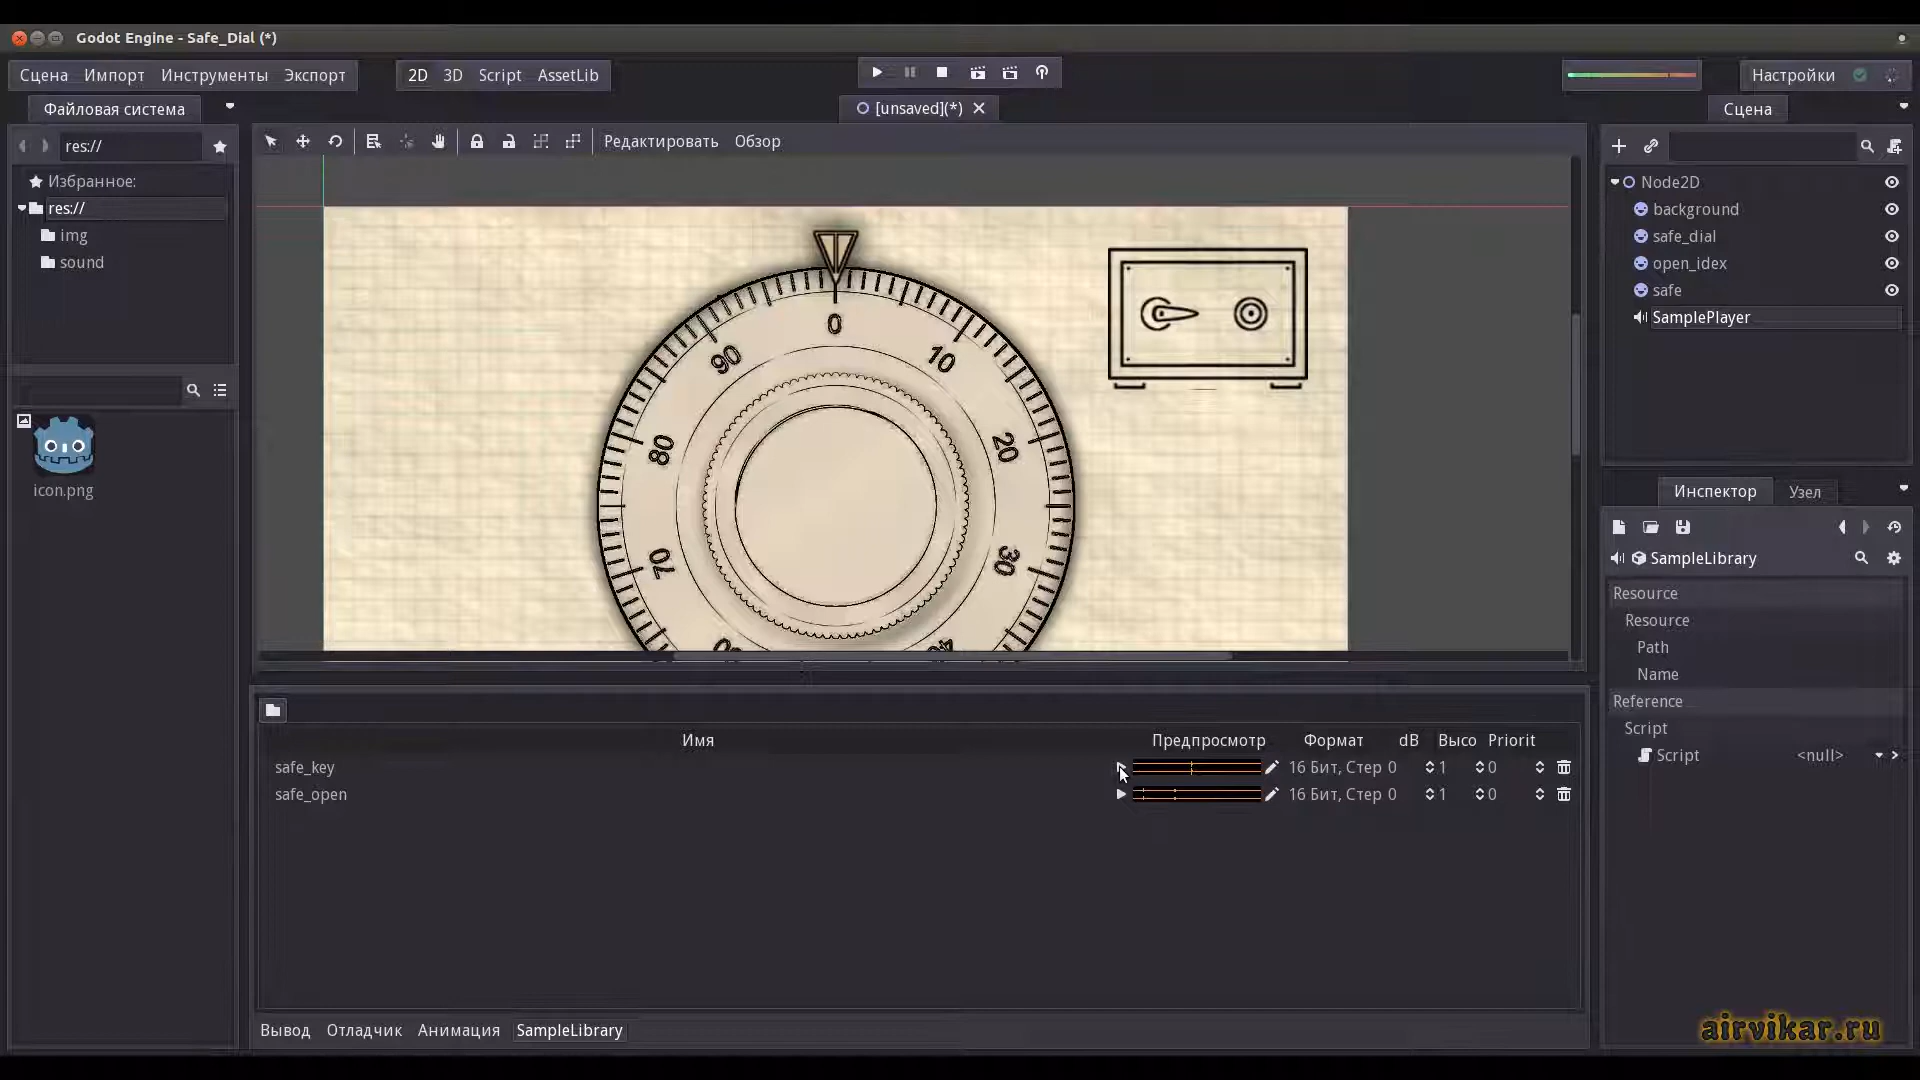 Godot Engine - Safe_Dial (*)
Сцена Импорт Инструменты Экспорт 2D 3D Script AssetLib Настройки
Файловая система [unsaved](*) Сцена
res:// Редактировать Обзор
Избранное:
res://
img
sound
icon.png
0
10
20
30
70
80
90
Node2D
background
safe_dial
open_idex
safe
SamplePlayer
Инспектор Узел
SampleLibrary
Resource
Resource
Path
Name
Reference
Script
Script <null>
Имя Предпросмотр Формат dB Высо Priorit
safe_key 16 Бит, Стер 0 1 0
safe_open 16 Бит, Стер 0 1 0
Вывод Отладчик Анимация SampleLibrary
airvikar.ru